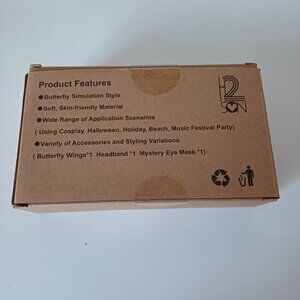 Product Features
●Butterfly Simulation Style
●Soft, Skin-friendly Material
●Wide Range of Application Scenarios
( Using Cosplay, Halloween, Holiday, Beach, Music Festival Party)
●Variety of Accessories and Styling Variations
( Butterfly Wings*1 Headband *1 Mystery Eye Mask *1)